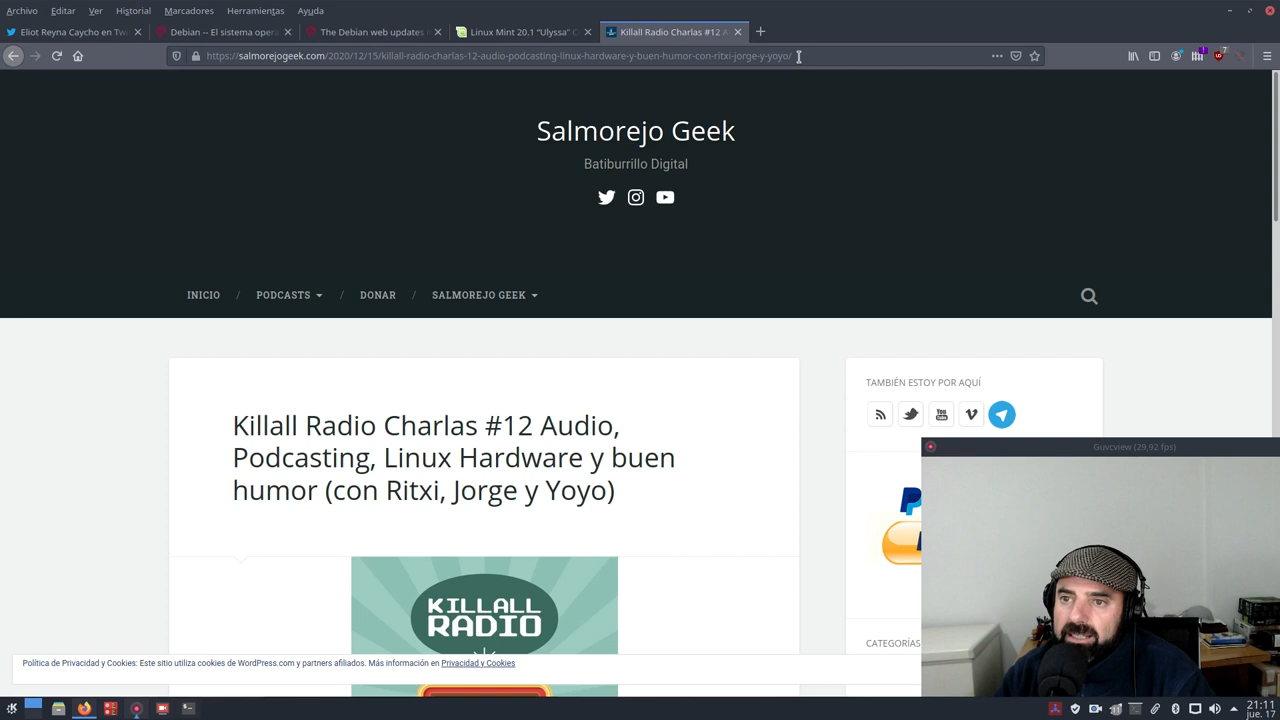 Archivo Editar Ver Historial Marcadores Herramientas Ayuda
Eliot Reyna Caycho en Tw
Debian -- El sistema opera
The Debian web updates i
Linux Mint 20.1 "Ulyssa" C
Killall Radio Charlas #12 A
https://salmorejogeek.com/2020/12/15/killall-radio-charlas-12-audio-podcasting-linux-hardware-y-buen-humor-con-ritxi-jorge-y-yoyo/
Salmorejo Geek
Batiburrillo Digital
INICIO / PODCASTS / DONAR / SALMOREJO GEEK
Killall Radio Charlas #12 Audio,
Podcasting, Linux Hardware y buen
humor (con Ritxi, Jorge y Yoyo)
TAMBIÉN ESTOY POR AQUÍ
You
Tube
Guvcview (29,92 fps)
P
CATEGORÍAS
KILLALL
RADIO
Política de Privacidad y Cookies: Este sitio utiliza cookies de WordPress.com y partners afiliados. Más información en Privacidad y Cookies
21:11
jue. 17